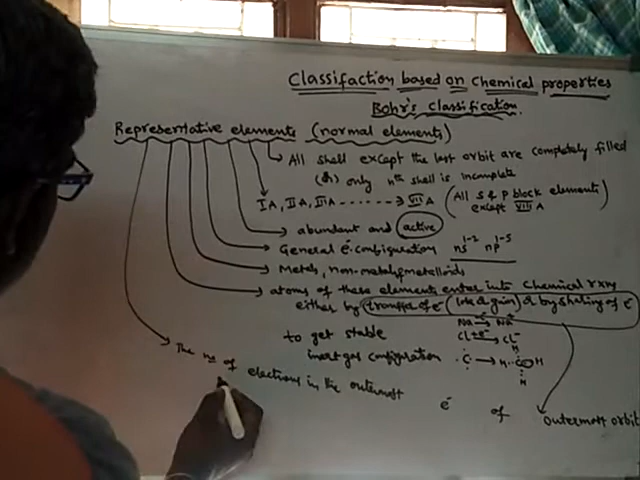 Classifaction based on Chemical properties
Bohr's classification.
Representative elements (normal elements)
All shell except the last orbit are completely filled
(or) only nth shell is incomplete
IA, IIA, IIIA ------> VIIA (All s & p block elements except VIIIA)
abundant and active
General e⁻ configuration ns¹⁻² np¹⁻⁵
Metals, non-metals & metalloids
atoms of these elements enter into Chemical rxn
either by transfer of e⁻ (loss & gain) & by sharing of e⁻
to get stable
inert gas configuration
The no of electrons in the outermost
e⁻ of outermost orbit